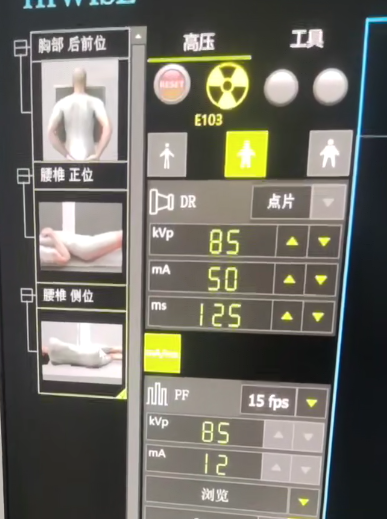 HiWISE
胸部 后前位
高压
工具
RESET
E103
腰椎 正位
DR
点片
kVp
85
mA
50
ms
125
腰椎 侧位
PF
15 fps
kVp
85
mA
12
浏览